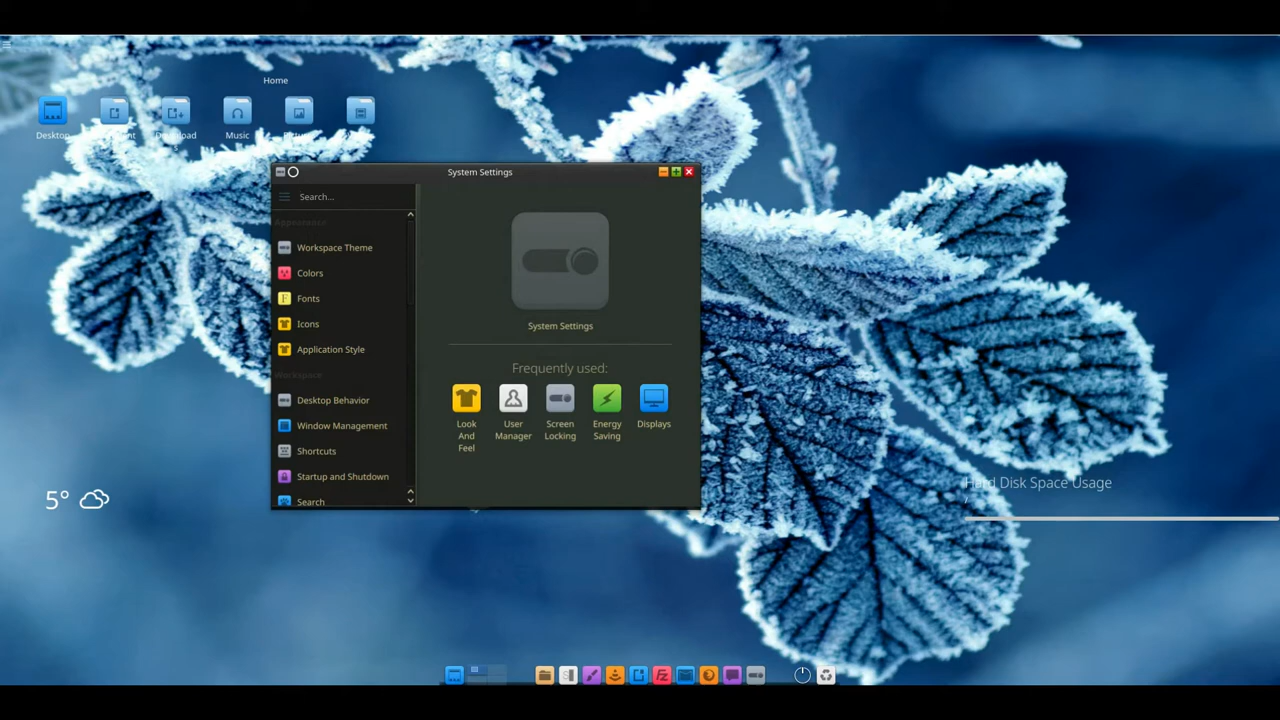 Home
Desktop
Music
System Settings
Search...
Appearance
Workspace Theme
Colors
Fonts
Icons
Application Style
Workspace
Desktop Behavior
Window Management
Shortcuts
Startup and Shutdown
Search
System Settings
Frequently used:
Look And Feel
User Manager
Screen Locking
Energy Saving
Displays
5°
Hard Disk Space Usage
/